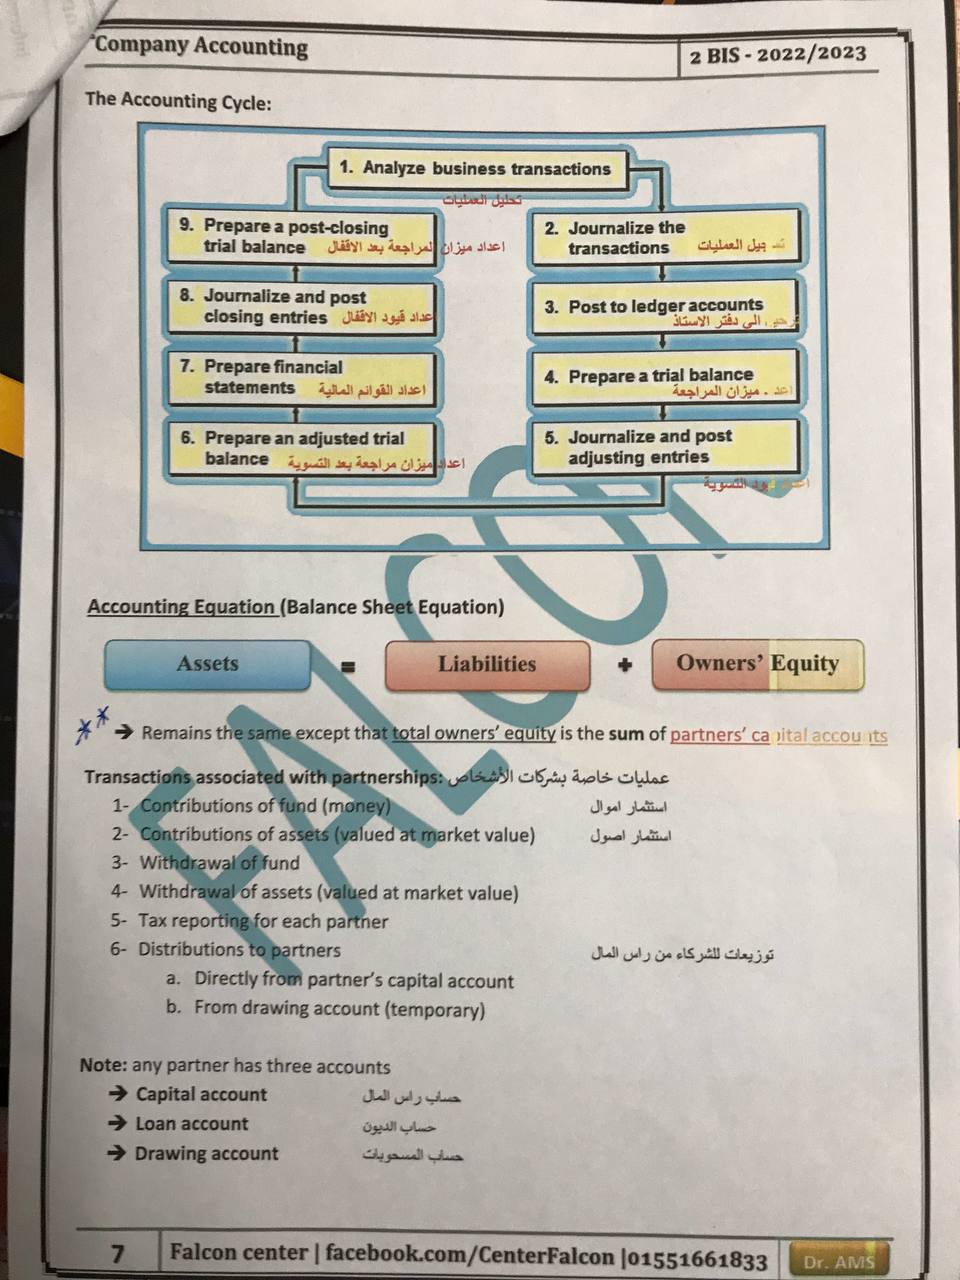 Company Accounting
2 BIS - 2022/2023
The Accounting Cycle:
1. Analyze business transactions
تحليل العمليات
2. Journalize the
transactions العمليات
3. Post to ledger accounts
الى دفتر الاستاذ
4. Prepare a trial balance
ميزان المراجعة
5. Journalize and post
adjusting entries
التسوية
6. Prepare an adjusted trial
balance اعداد ميزان مراجعة بعد التسوية
7. Prepare financial
statements اعداد القوائم المالية
8. Journalize and post
closing entries عداد قيود الاقفال
9. Prepare a post-closing
trial balance اعداد ميزان المراجعة بعد الاقفال
FALCON
Accounting Equation (Balance Sheet Equation)
Assets = Liabilities + Owners' Equity
** → Remains the same except that total owners' equity is the sum of partners' capital accounts
Transactions associated with partnerships: عمليات خاصة بشركات الأشخاص
1- Contributions of fund (money) استثمار اموال
2- Contributions of assets (valued at market value) استثمار اصول
3- Withdrawal of fund
4- Withdrawal of assets (valued at market value)
5- Tax reporting for each partner
6- Distributions to partners توزيعات للشركاء من راس المال
a. Directly from partner's capital account
b. From drawing account (temporary)
Note: any partner has three accounts
→ Capital account حساب راس المال
→ Loan account حساب الديون
→ Drawing account حساب المسحوبات
7 Falcon center | facebook.com/CenterFalcon |01551661833 Dr. AMS